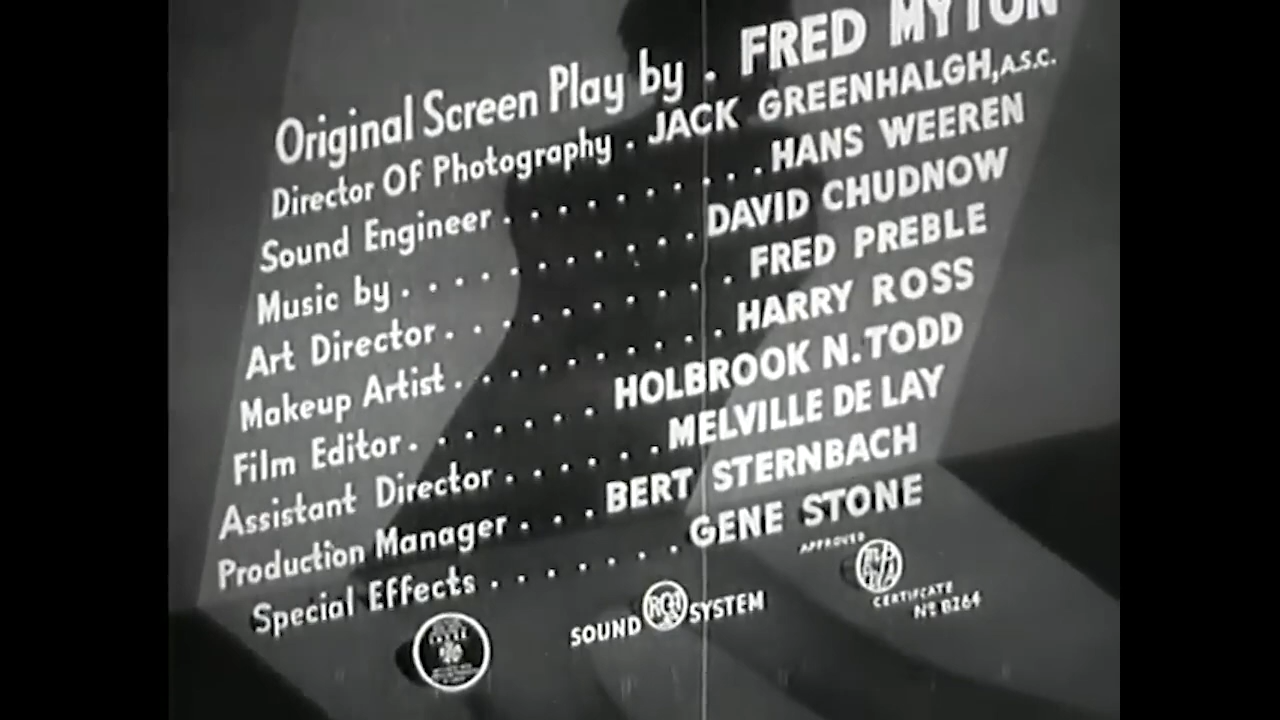 Original Screen Play by . FRED MYTON
Director Of Photography . JACK GREENHALGH, A.S.C.
Sound Engineer . . . . . . . . . . HANS WEEREN
Music by . . . . . . . . . . . DAVID CHUDNOW
Art Director . . . . . . . . . . . FRED PREBLE
Makeup Artist . . . . . . . . . . HARRY ROSS
Film Editor . . . . . . . HOLBROOK N. TODD
Assistant Director . . . . . . MELVILLE DE LAY
Production Manager . . . BERT STERNBACH
Special Effects . . . . . . . GENE STONE
SOUND RCA SYSTEM
APPROVED
CERTIFICATE
No 8264